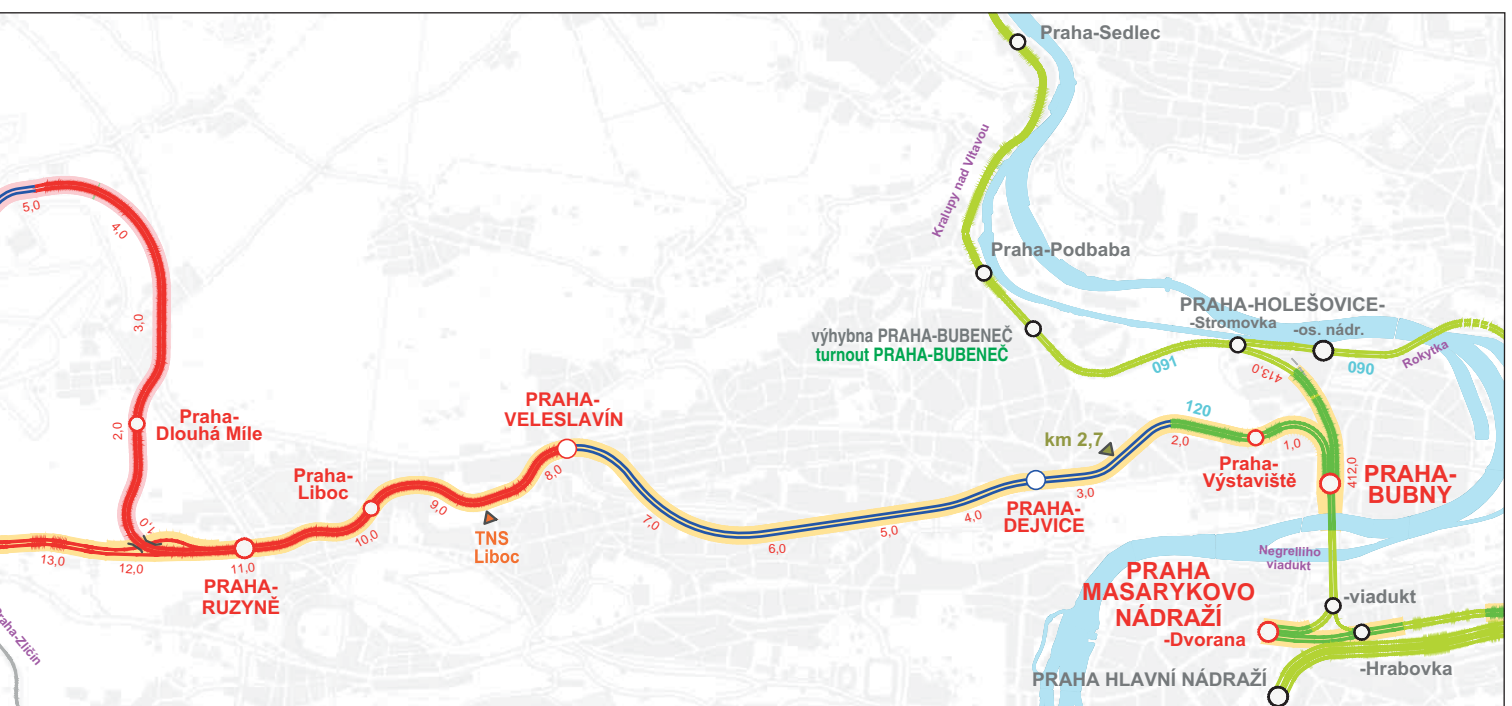 Praha-Sedlec
Kralupy nad Vltavou
Praha-Podbaba
PRAHA-HOLEŠOVICE-
-Stromovka
-os. nádr.
výhybna PRAHA-BUBENEČ
turnout PRAHA-BUBENEČ
091
413,0
090
Rokytka
5,0
4,0
3,0
2,0
Praha-
Dlouhá Míle
1,0
13,0
12,0
11,0
PRAHA-
RUZYNĚ
10,0
Praha-
Liboc
9,0
TNS
Liboc
8,0
PRAHA-
VELESLAVÍN
7,0
6,0
5,0
4,0
PRAHA-
DEJVICE
3,0
km 2,7
120
2,0
1,0
Praha-
Výstaviště
412,0
PRAHA-
BUBNY
Negrelliho
viadukt
PRAHA
MASARYKOVO
NÁDRAŽÍ
-Dvorana
-viadukt
-Hrabovka
PRAHA HLAVNÍ NÁDRAŽÍ
Praha-Zličín